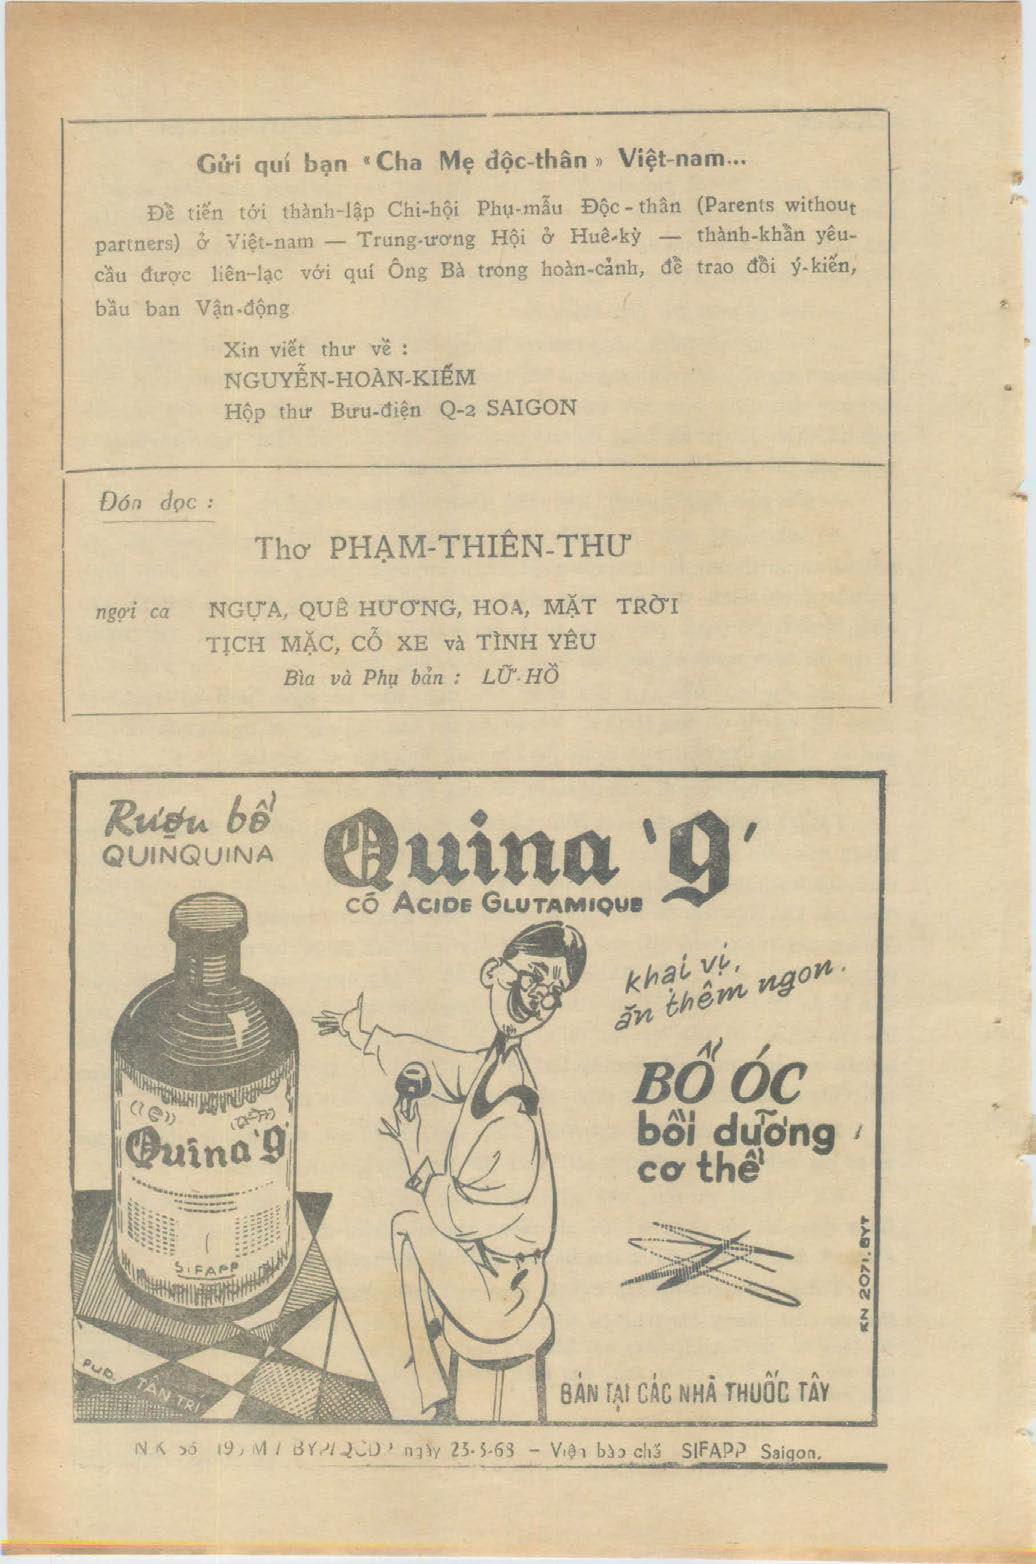 Gửi quí bạn «Cha Mẹ độc-thân» Việt-nam...
Để tiến tới thành-lập Chi-hội Phụ-mẫu Độc-thân (Parents without
partners) ở Việt-nam — Trung-ương Hội ở Huê-kỳ — thành-khẩn yêu-
cầu được liên-lạc với quí Ông Bà trong hoàn-cảnh, để trao đổi ý-kiến,
bầu ban Vận-động
Xin viết thư về :
NGUYỄN-HOÀN-KIẾM
Hộp thư Bưu-điện Q-2 SAIGON
Đón đọc :
Thơ PHẠM-THIÊN-THƯ
ngợi ca NGỰA, QUÊ HƯƠNG, HOA, MẶT TRỜI
TỊCH MẶC, CỖ XE và TÌNH YÊU
Bìa và Phụ bản : LỮ-HỒ
Rượu bổ
QUINQUINA
Quina '9'
CÓ ACIDE GLUTAMIQUE
khai vị,
ăn thêm ngon.
BỔ ÓC
bồi dưỡng
cơ thể
Quina '9'
SIFAPP
KN 2071.BYT
PUB.
TÂN TRI
BÁN TẠI CÁC NHÀ THUỐC TÂY
ngày 23-5-68 — Viện bào chế SIFAPP Saigon.